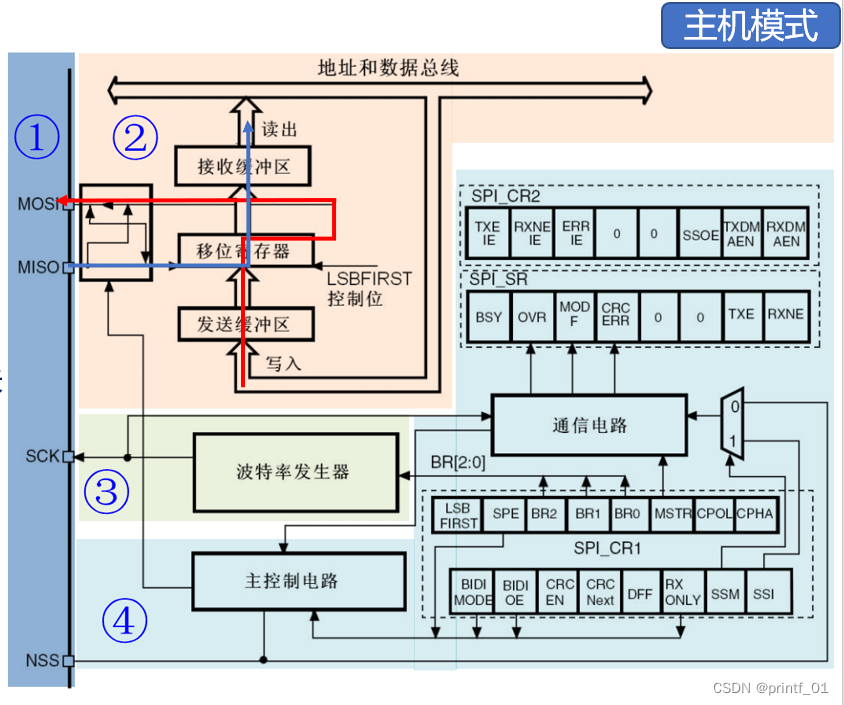 主机模式
地址和数据总线
①
②
读出
接收缓冲区
MOSI
移位寄存器
MISO
LSBFIRST
控制位
发送缓冲区
写入
SPI_CR2
TXE
IE
RXNE
IE
ERR
IE
0
0
SSOE
TXDM
AEN
RXDM
AEN
SPI_SR
BSY
OVR
MOD
F
CRC
ERR
0
0
TXE
RXNE
通信电路
0
1
SCK
③
波特率发生器
BR[2:0]
LSB
FIRST
SPE
BR2
BR1
BR0
MSTR
CPOL
CPHA
SPI_CR1
主控制电路
④
BIDI
MODE
BIDI
OE
CRC
EN
CRC
Next
DFF
RX
ONLY
SSM
SSI
NSS
CSDN @printf_01